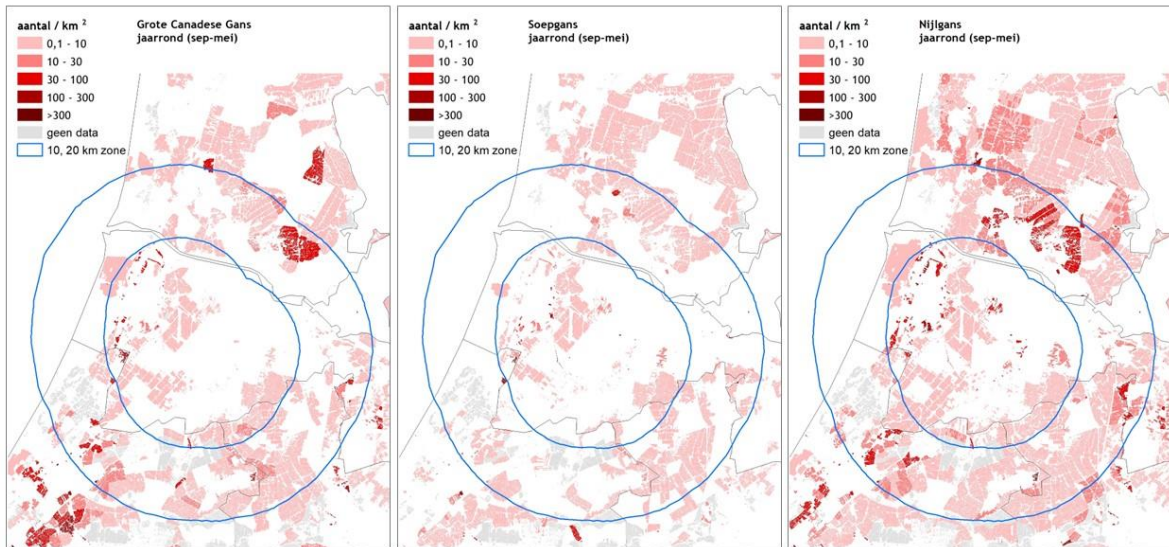 aantal / km 2
Grote Canadese Gans
jaarrond (sep-mei)
0,1 - 10
10 - 30
30 - 100
100 - 300
>300
geen data
10, 20 km zone
aantal / km 2
Soepgans
jaarrond (sep-mei)
0,1 - 10
10 - 30
30 - 100
100 - 300
>300
geen data
10, 20 km zone
aantal / km 2
Nijlgans
jaarrond (sep-mei)
0,1 - 10
10 - 30
30 - 100
100 - 300
>300
geen data
10, 20 km zone